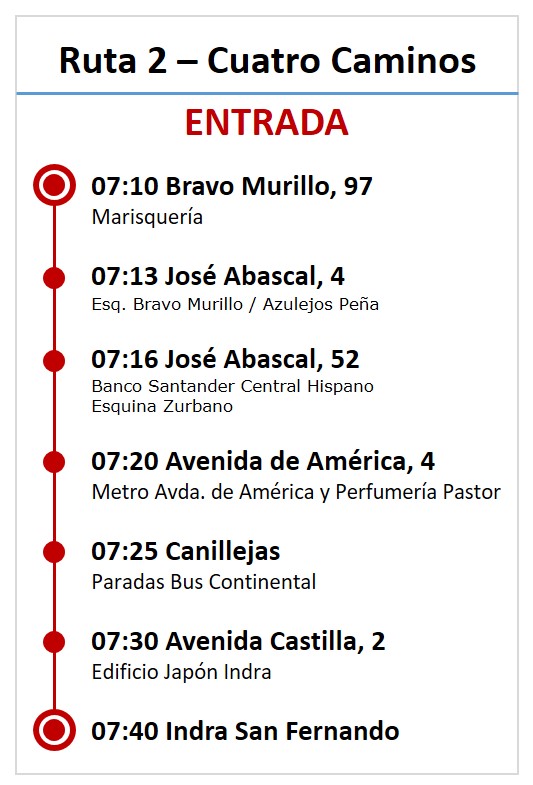 Ruta 2 – Cuatro Caminos
ENTRADA
07:10 Bravo Murillo, 97
Marisquería
07:13 José Abascal, 4
Esq. Bravo Murillo / Azulejos Peña
07:16 José Abascal, 52
Banco Santander Central Hispano
Esquina Zurbano
07:20 Avenida de América, 4
Metro Avda. de América y Perfumería Pastor
07:25 Canillejas
Paradas Bus Continental
07:30 Avenida Castilla, 2
Edificio Japón Indra
07:40 Indra San Fernando